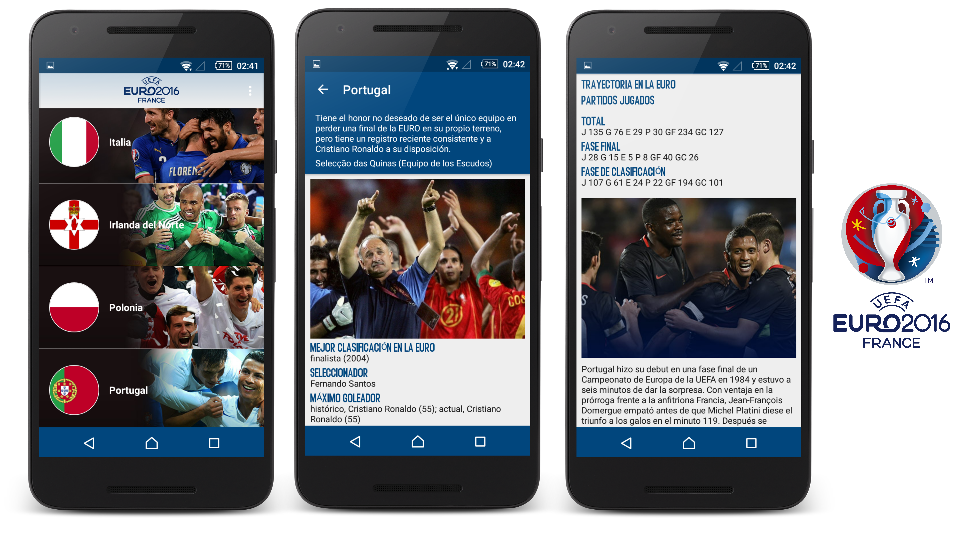 71% 02:41
UEFA
EURO2016
FRANCE
Italia
FLOREN
Irlanda del Norte
Polonia
Portugal
71% 02:42
Portugal
Tiene el honor no deseado de ser el único equipo en
perder una final de la EURO en su propio terreno,
pero tiene un registro reciente consistente y a
Cristiano Ronaldo a su disposición.
Selecção das Quinas (Equipo de los Escudos)
MEJOR CLASIFICACIÓN EN LA EURO
finalista (2004)
SELECCIONADOR
Fernando Santos
MÁXIMO GOLEADOR
histórico, Cristiano Ronaldo (55); actual, Cristiano
Ronaldo (55)
71% 02:42
TRAYECTORIA EN LA EURO
PARTIDOS JUGADOS
TOTAL
J 135 G 76 E 29 P 30 GF 234 GC 127
FASE FINAL
J 28 G 15 E 5 P 8 GF 40 GC 26
FASE DE CLASIFICACIÓN
J 107 G 61 E 24 P 22 GF 194 GC 101
Portugal hizo su debut en una fase final de un
Campeonato de Europa de la UEFA en 1984 y estuvo a
seis minutos de dar la sorpresa. Con ventaja en la
prórroga frente a la anfitriona Francia, Jean-François
Domergue empató antes de que Michel Platini diese el
triunfo a los galos en el minuto 119. Después se
TM
UEFA
EURO2016
FRANCE